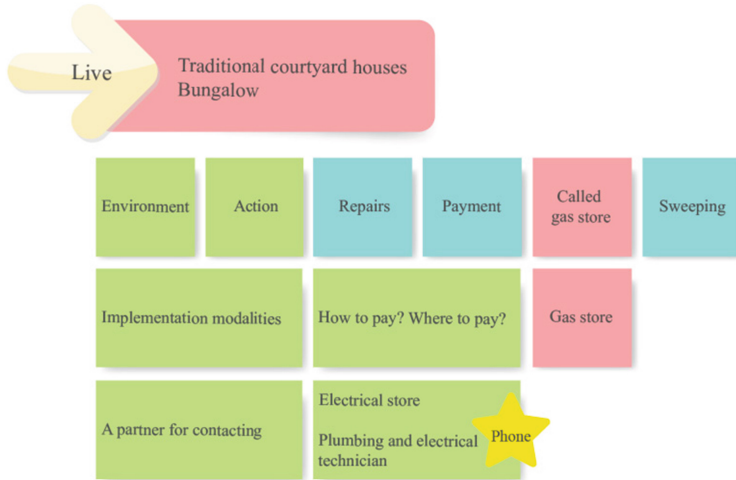 Live
Traditional courtyard houses
Bungalow
Environment
Action
Repairs
Payment
Called
gas store
Sweeping
Implementation modalities
How to pay? Where to pay?
Gas store
A partner for contacting
Electrical store
Plumbing and electrical
technician
Phone